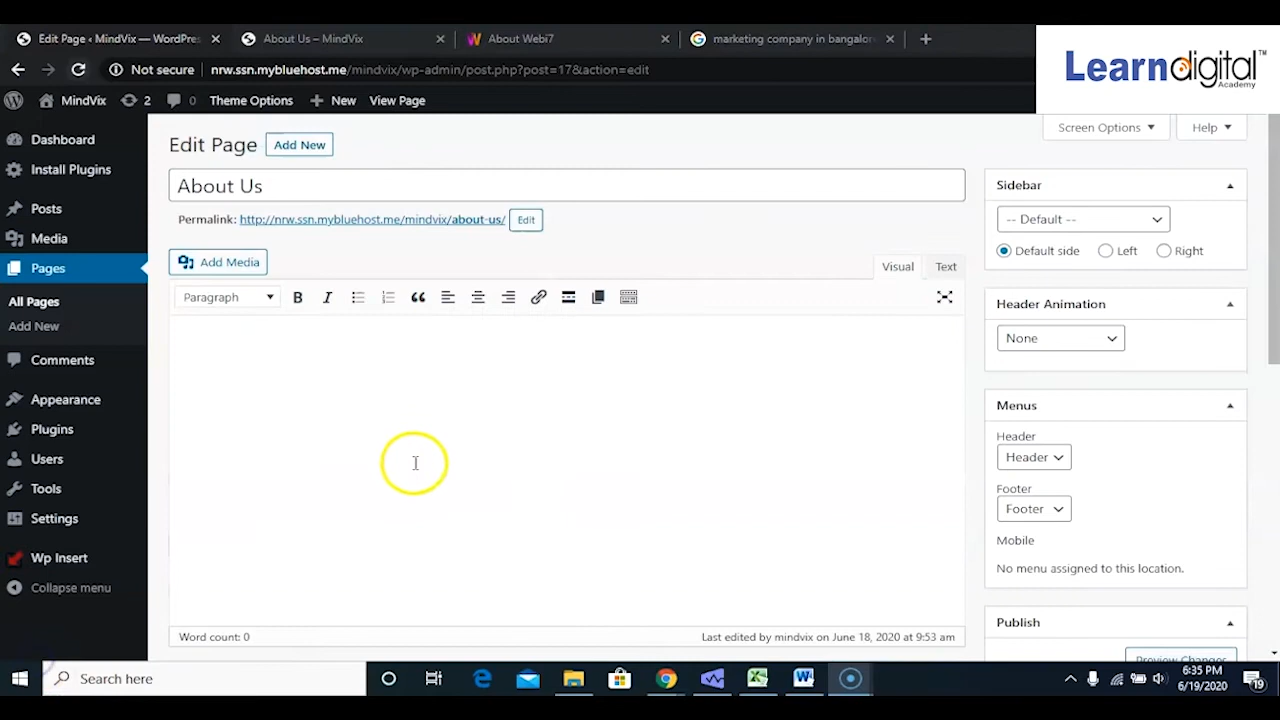 Edit Page ‹ MindVix — WordPres
About Us – MindVix
About Webi7
marketing company in bangalor
Learndigital™
Academy
Not secure
nrw.ssn.mybluehost.me/mindvix/wp-admin/post.php?post=17&action=edit
MindVix
2
0
Theme Options
New
View Page
Screen Options
Help
Dashboard
Install Plugins
Posts
Media
Pages
All Pages
Add New
Comments
Appearance
Plugins
Users
Tools
Settings
Wp Insert
Collapse menu
Edit Page
Add New
About Us
Permalink: http://nrw.ssn.mybluehost.me/mindvix/about-us/
Edit
Add Media
Visual
Text
Paragraph
B
I
Word count: 0
Last edited by mindvix on June 18, 2020 at 9:53 am
Sidebar
-- Default --
Default side
Left
Right
Header Animation
None
Menus
Header
Header
Footer
Footer
Mobile
No menu assigned to this location.
Publish
Preview Changes
Search here
6:35 PM
6/19/2020
19